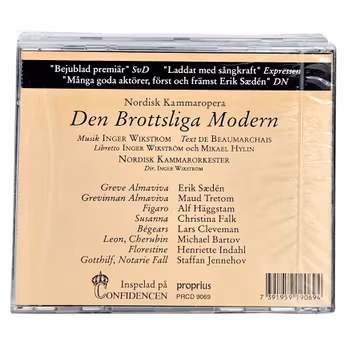 "Bejublad premiär" SvD "Laddat med sångkraft" Expressen
"Många goda aktörer, först och främst Erik Sædén" DN
Nordisk Kammaropera
Den Brottsliga Modern
Musik INGER WIKSTRÖM Text DE BEAUMARCHAIS
Libretto INGER WIKSTRÖM och MIKAEL HYLIN
NORDISK KAMMARORKESTER
Dir. INGER WIKSTRÖM
Greve Almaviva Erik Sædén
Grevinnan Almaviva Maud Tretom
Figaro Alf Häggstam
Susanna Christina Falk
Bégears Lars Cleveman
Leon, Cherubin Michael Bartov
Florestine Henriette Indahl
Gotthilf, Notarie Fall Staffan Jennehov
Inspelad på
CONFIDENCEN
proprius
PRCD 9069
7 391959 190694